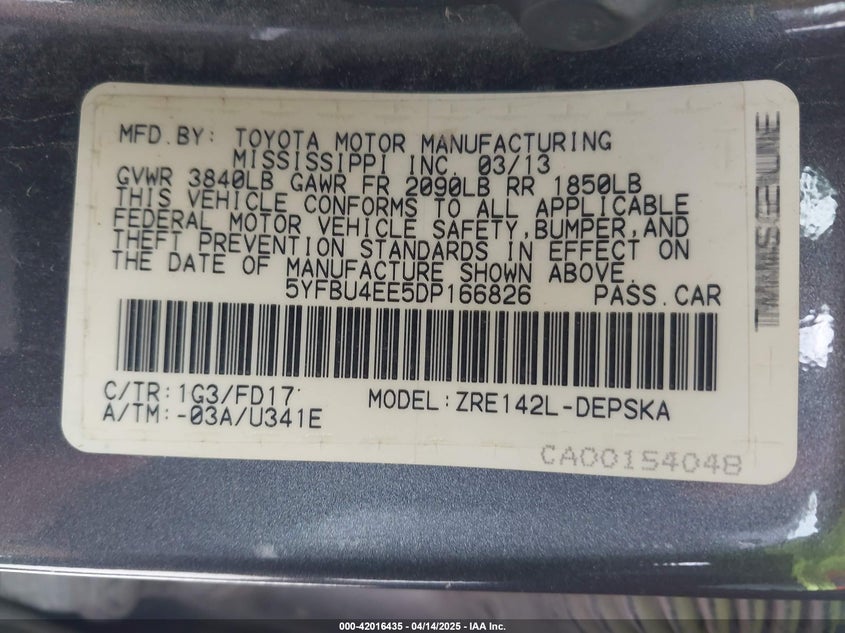 MFD.BY: TOYOTA MOTOR MANUFACTURING
MISSISSIPPI INC. 03/13
GVWR 3840LB GAWR FR 2090LB RR 1850LB
THIS VEHICLE CONFORMS TO ALL APPLICABLE
FEDERAL MOTOR VEHICLE SAFETY,BUMPER,AND
THEFT PREVENTION STANDARDS IN EFFECT ON
THE DATE OF MANUFACTURE SHOWN ABOVE.
5YFBU4EE5DP166826 PASS.CAR
C/TR:1G3/FD17 MODEL:ZRE142L-DEPSKA
A/TM:-03A/U341E
CA00154048
000-42016435 - 04/14/2025 - IAA Inc.